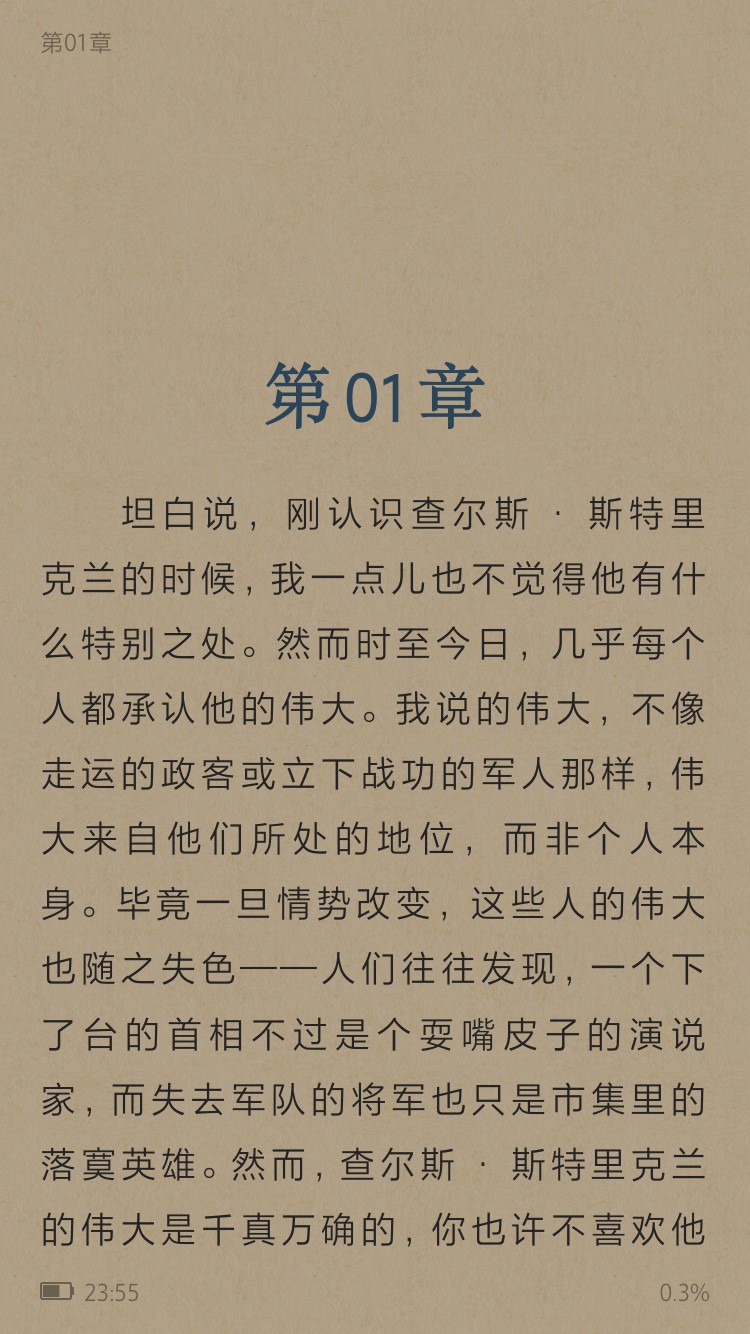 第01章
第01章
坦白说，刚认识查尔斯·斯特里
克兰的时候，我一点儿也不觉得他有什
么特别之处。然而时至今日，几乎每个
人都承认他的伟大。我说的伟大，不像
走运的政客或立下战功的军人那样，伟
大来自他们所处的地位，而非个人本
身。毕竟一旦情势改变，这些人的伟大
也随之失色——人们往往发现，一个下
了台的首相不过是个耍嘴皮子的演说
家，而失去军队的将军也只是市集里的
落寞英雄。然而，查尔斯·斯特里克兰
的伟大是千真万确的，你也许不喜欢他
23:55
0.3%